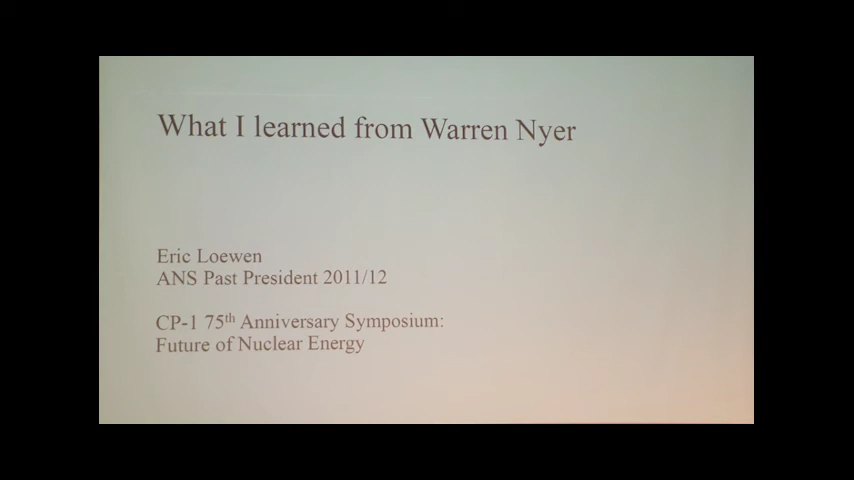 What I learned from Warren Nyer
Eric Loewen
ANS Past President 2011/12
CP-1 75th Anniversary Symposium:
Future of Nuclear Energy